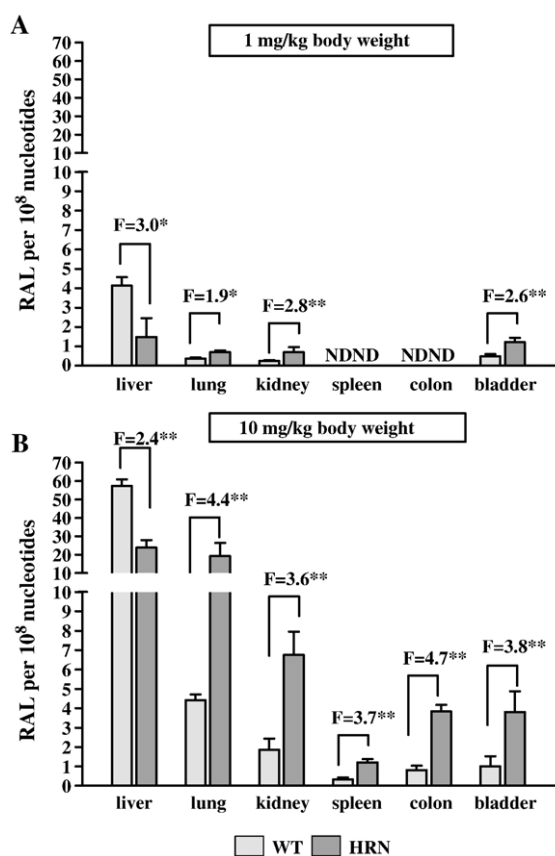 A
1 mg/kg body weight
RAL per 10⁸ nucleotides
70
60
50
40
30
20
10
10
9
8
7
6
5
4
3
2
1
0
F=3.0*
F=1.9*
F=2.8**
NDND
NDND
F=2.6**
liver lung kidney spleen colon bladder
B
10 mg/kg body weight
RAL per 10⁸ nucleotides
70
60
50
40
30
20
10
10
9
8
7
6
5
4
3
2
1
0
F=2.4**
F=4.4**
F=3.6**
F=3.7**
F=4.7**
F=3.8**
liver lung kidney spleen colon bladder
WT HRN